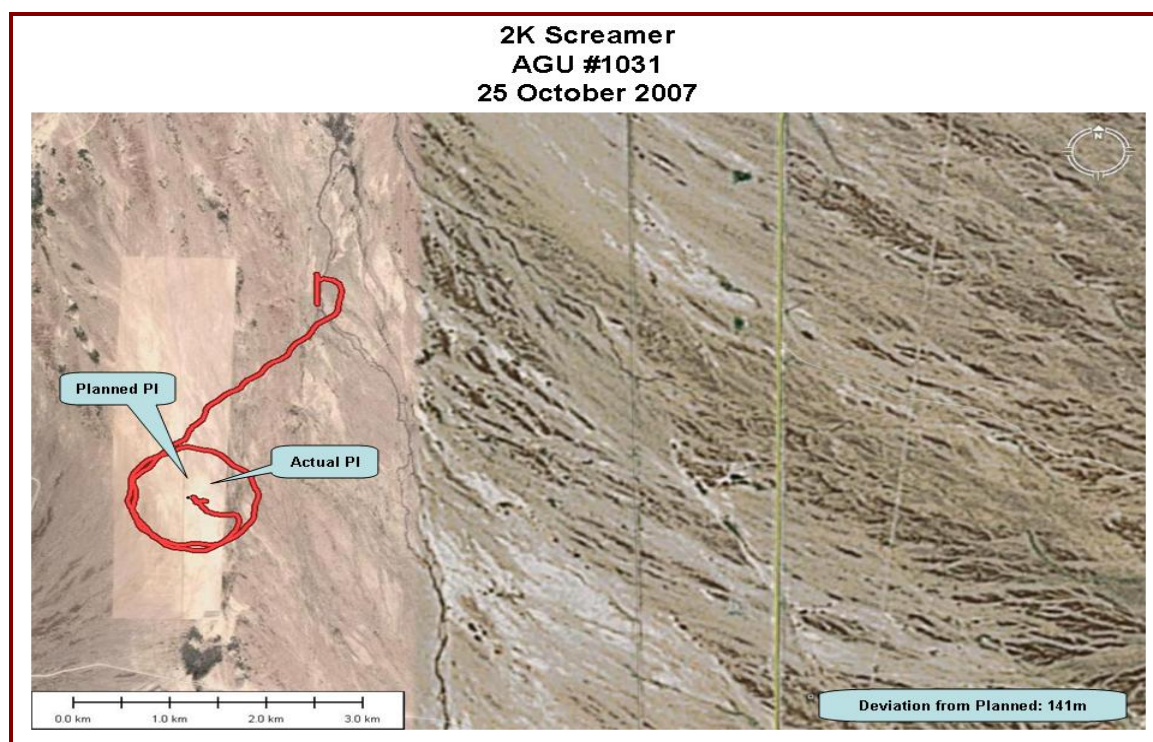 2K Screamer
AGU #1031
25 October 2007
N
Planned PI
Actual PI
0.0 km 1.0 km 2.0 km 3.0 km
Deviation from Planned: 141m